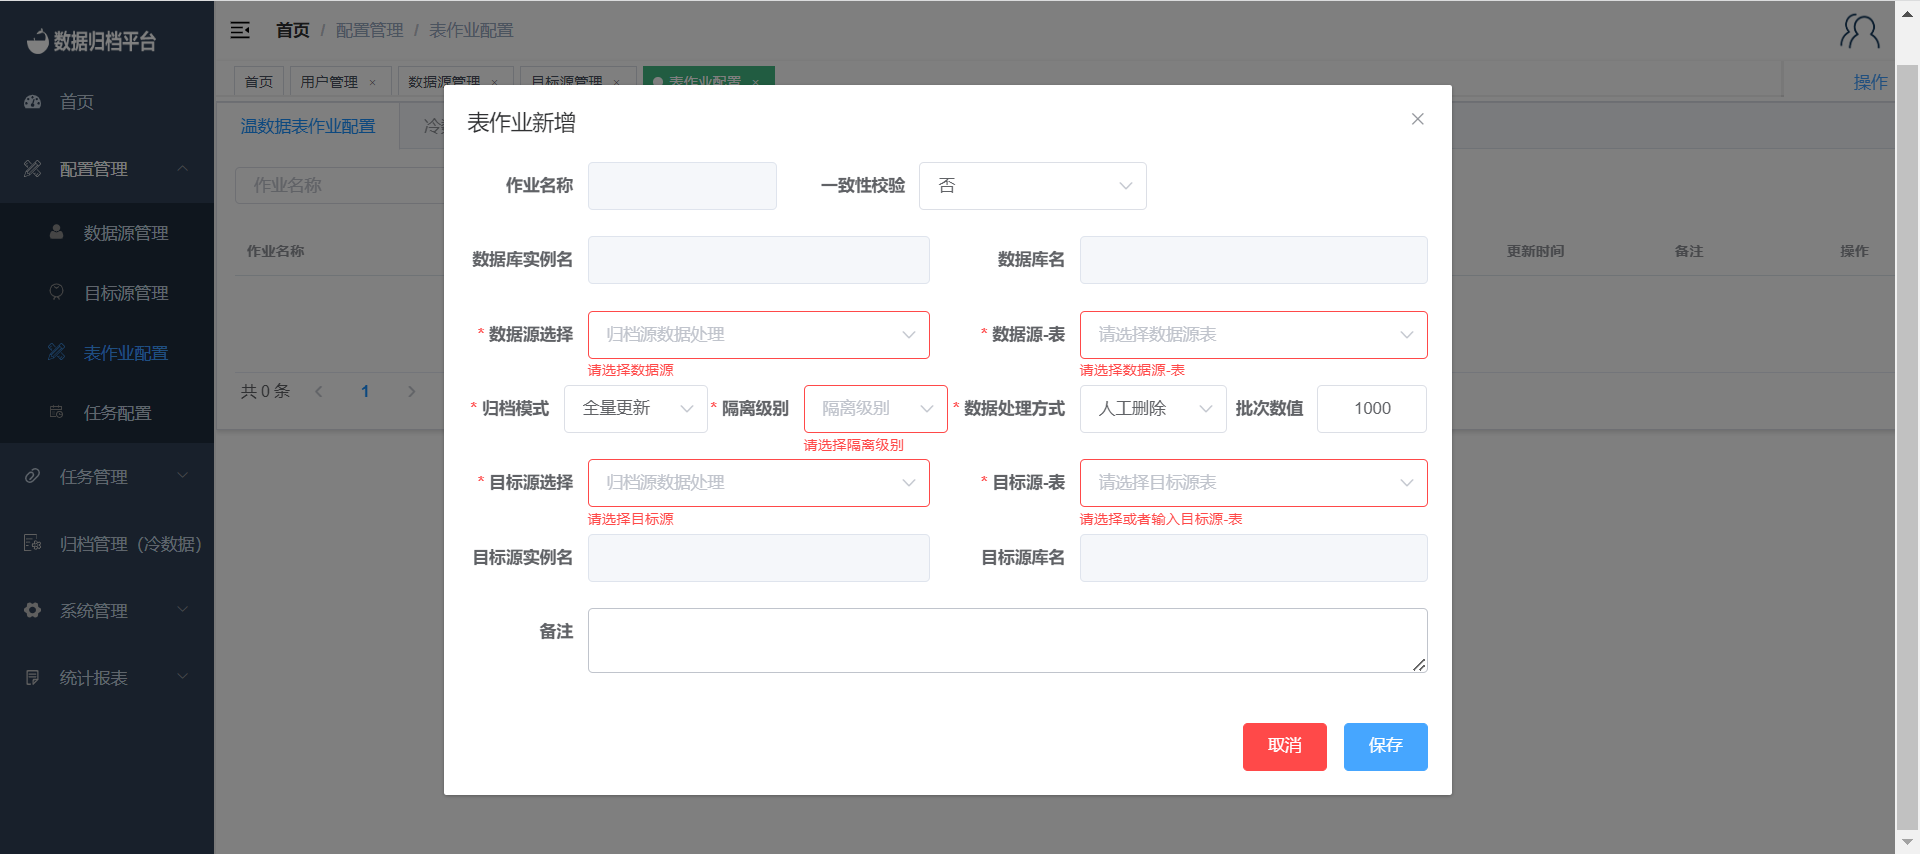 数据归档平台
首页
配置管理
数据源管理
目标源管理
表作业配置
任务配置
任务管理
归档管理（冷数据）
系统管理
统计报表
首页 / 配置管理 / 表作业配置
首页 用户管理 × 数据源管理 × 目标源管理 × 表作业配置 × 操作
温数据表作业配置
作业名称
作业名称 更新时间 备注 操作
共 0 条 < 1 >
表作业新增
作业名称 一致性校验 否
数据库实例名 数据库名
* 数据源选择 归档源数据处理 * 数据源-表 请选择数据源表
请选择数据源 请选择数据源-表
* 归档模式 全量更新 * 隔离级别 隔离级别 * 数据处理方式 人工删除 批次数值 1000
请选择隔离级别
* 目标源选择 归档源数据处理 * 目标源-表 请选择目标源表
请选择目标源 请选择或者输入目标源-表
目标源实例名 目标源库名
备注
取消 保存